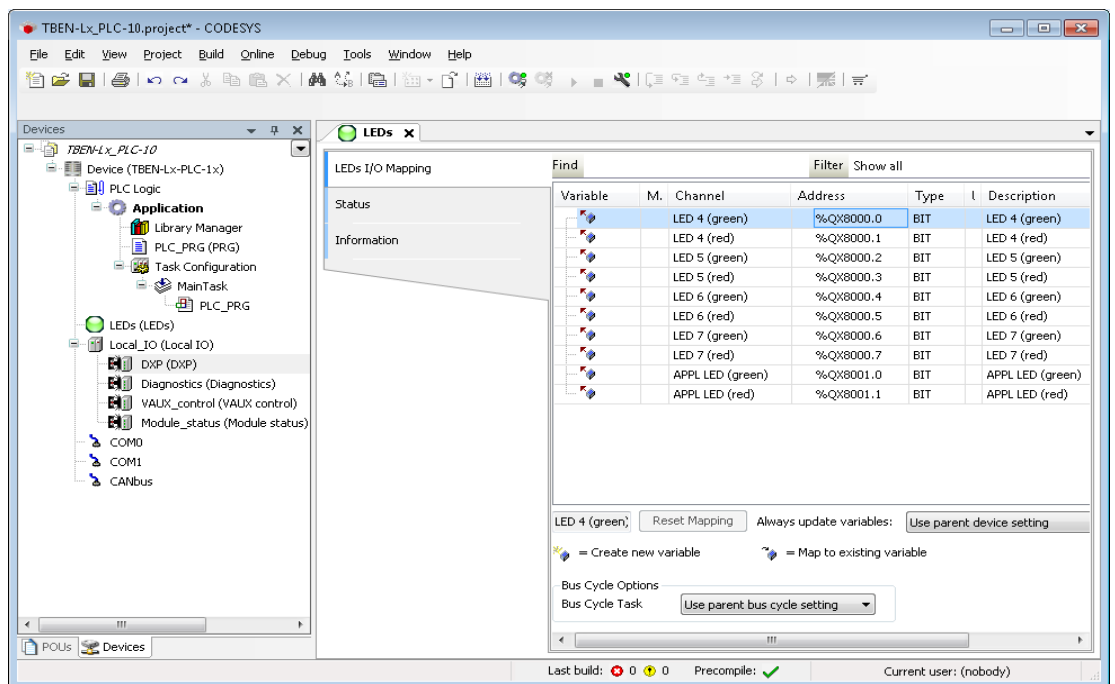 TBEN-Lx_PLC-10.project* - CODESYS
File Edit View Project Build Online Debug Tools Window Help
Devices
TBEN-Lx_PLC-10
Device (TBEN-Lx-PLC-1x)
PLC Logic
Application
Library Manager
PLC_PRG (PRG)
Task Configuration
MainTask
PLC_PRG
LEDs (LEDs)
Local_IO (Local IO)
DXP (DXP)
Diagnostics (Diagnostics)
VAUX_control (VAUX control)
Module_status (Module status)
COM0
COM1
CANbus
POUs Devices
LEDs
LEDs I/O Mapping
Status
Information
Find Filter Show all
Variable M. Channel Address Type Description
LED 4 (green) %QX8000.0 BIT LED 4 (green)
LED 4 (red) %QX8000.1 BIT LED 4 (red)
LED 5 (green) %QX8000.2 BIT LED 5 (green)
LED 5 (red) %QX8000.3 BIT LED 5 (red)
LED 6 (green) %QX8000.4 BIT LED 6 (green)
LED 6 (red) %QX8000.5 BIT LED 6 (red)
LED 7 (green) %QX8000.6 BIT LED 7 (green)
LED 7 (red) %QX8000.7 BIT LED 7 (red)
APPL LED (green) %QX8001.0 BIT APPL LED (green)
APPL LED (red) %QX8001.1 BIT APPL LED (red)
LED 4 (green) Reset Mapping Always update variables: Use parent device setting
= Create new variable = Map to existing variable
Bus Cycle Options
Bus Cycle Task Use parent bus cycle setting
Last build: 0 0 Precompile: Current user: (nobody)